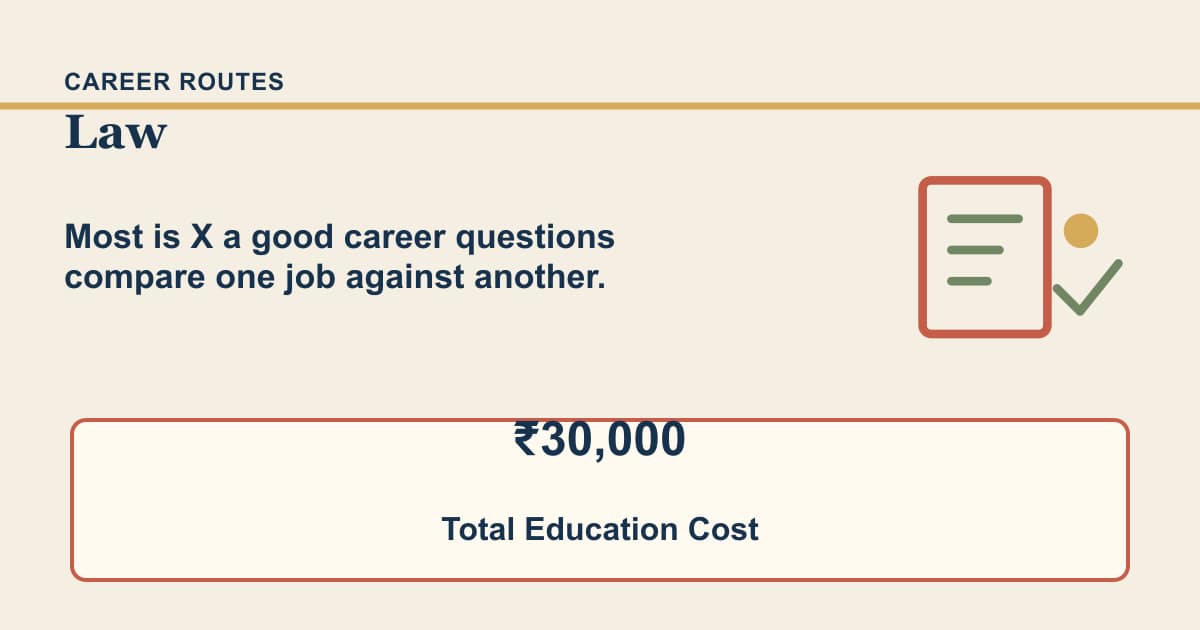 CAREER ROUTES
Law
Most is X a good career questions
compare one job against another.
₹30,000
Total Education Cost